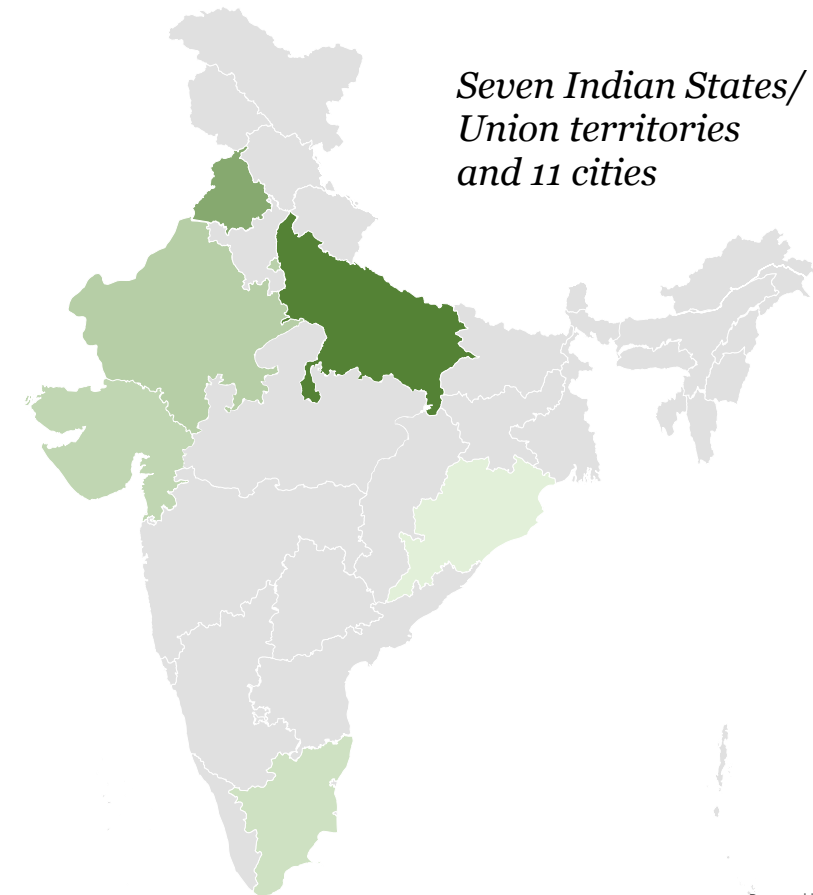 Seven Indian States/
Union territories
and 11 cities